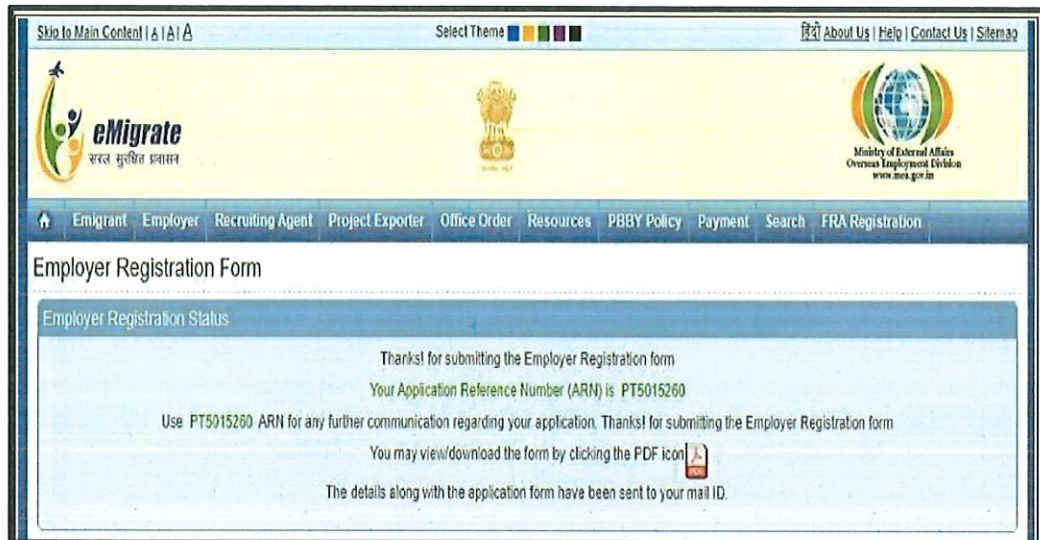 Skip to Main Content | A | A | A
Select Theme
हिंदी About Us | Help | Contact Us | Sitemap
eMigrate
सरल सुरक्षित प्रवासन
Ministry of External Affairs
Overseas Employment Division
www.mea.gov.in
Emigrant Employer Recruiting Agent Project Exporter Office Order Resources PBBY Policy Payment Search FRA Registration
Employer Registration Form
Employer Registration Status
Thanks! for submitting the Employer Registration form
Your Application Reference Number (ARN) is PT5015260
Use PT5015260 ARN for any further communication regarding your application. Thanks! for submitting the Employer Registration form
You may view/download the form by clicking the PDF icon
PDF
The details along with the application form have been sent to your mail ID.